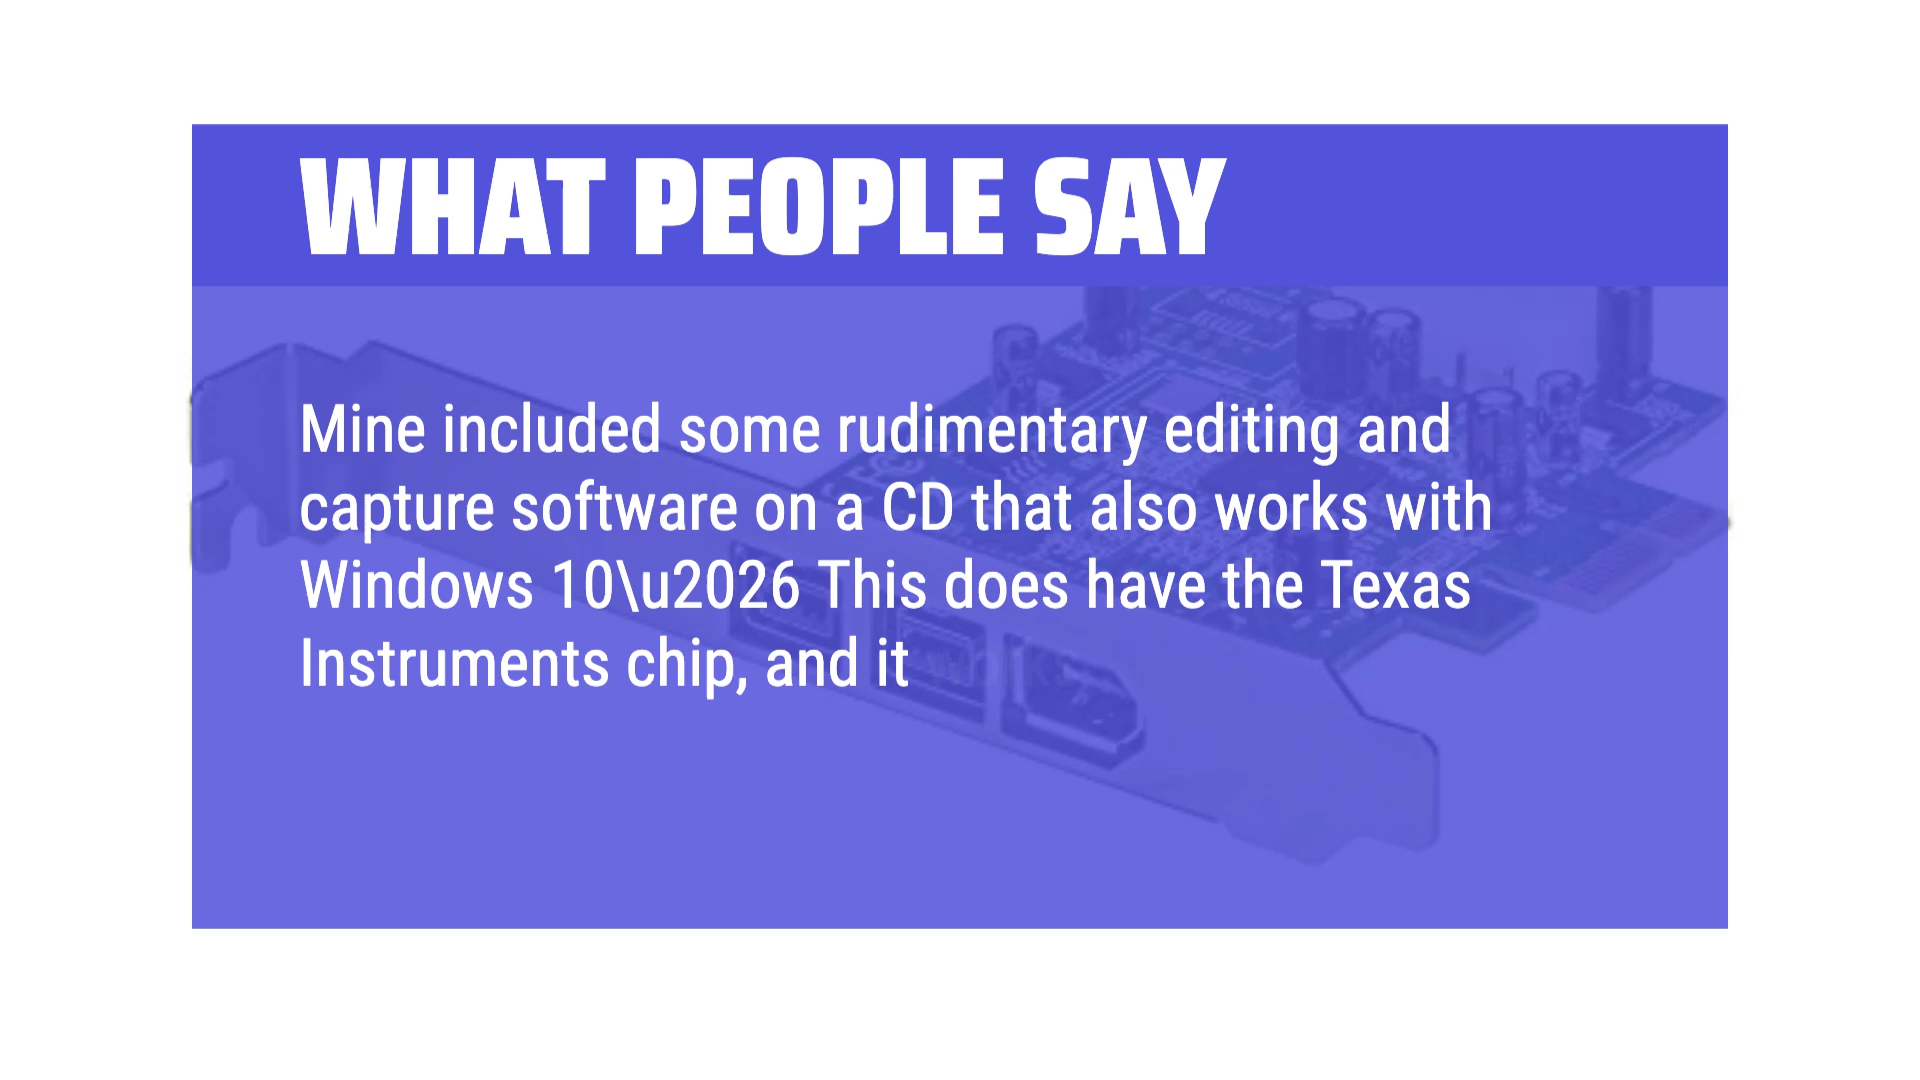 WHAT PEOPLE SAY
Mine included some rudimentary editing and
capture software on a CD that also works with
Windows 10\u2026 This does have the Texas
Instruments chip, and it